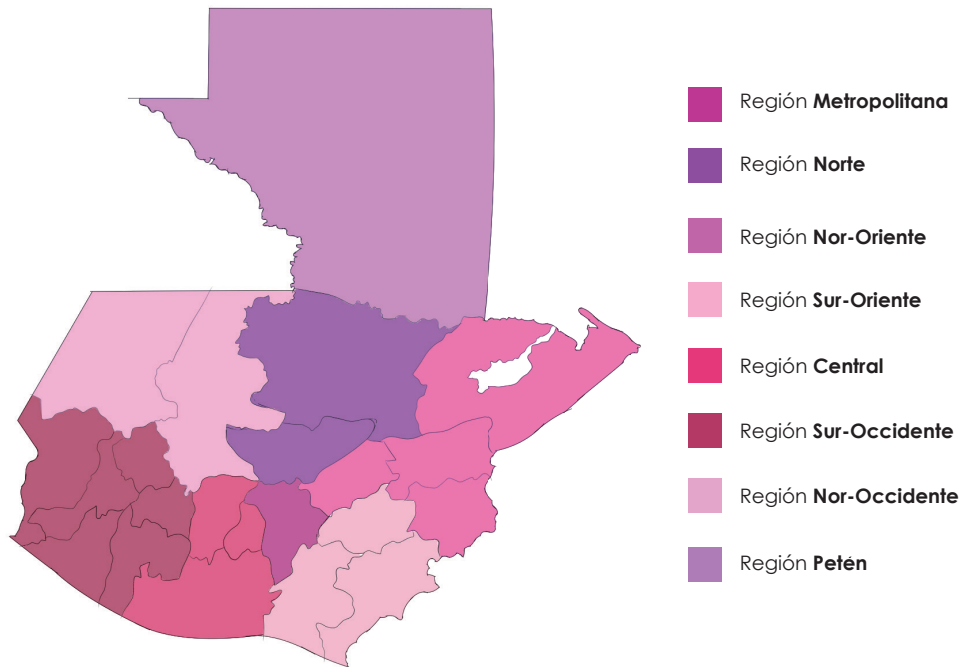 Región Metropolitana
Región Norte
Región Nor-Oriente
Región Sur-Oriente
Región Central
Región Sur-Occidente
Región Nor-Occidente
Región Petén